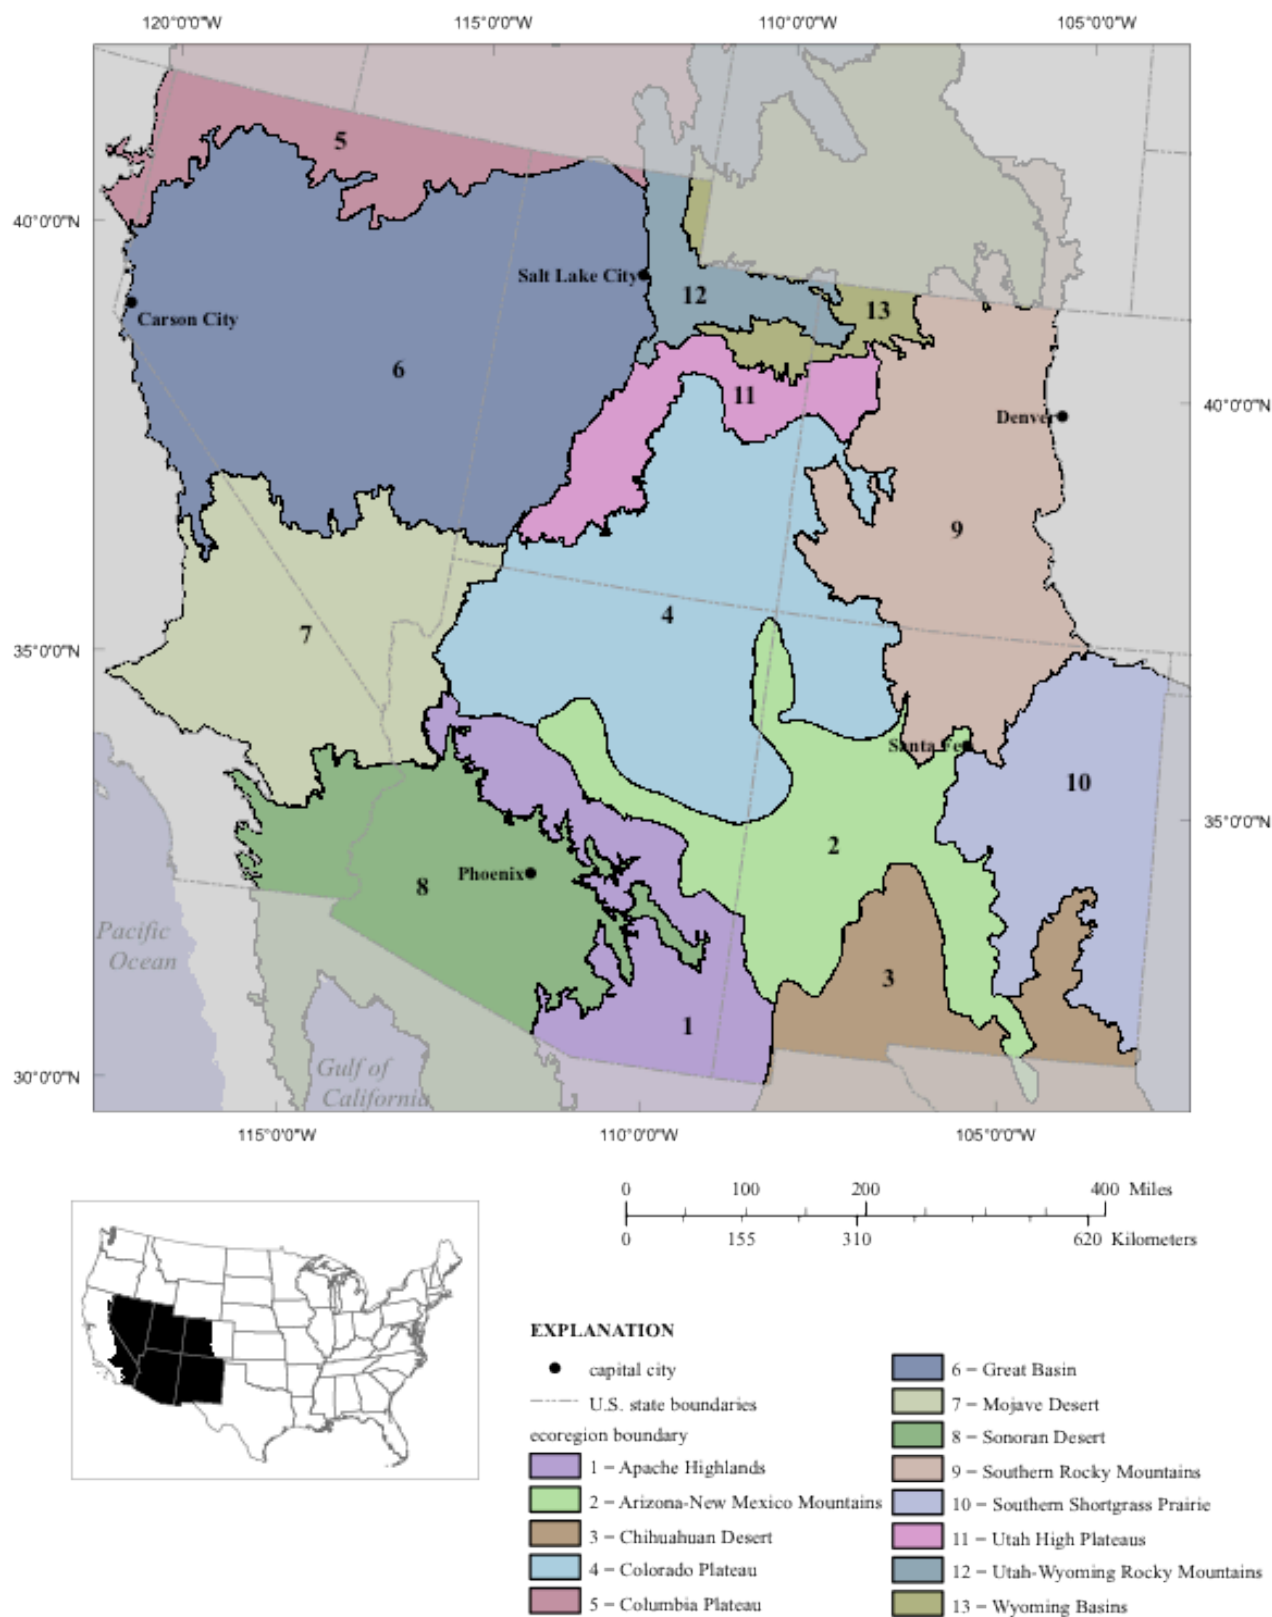 120°0'0"W 115°0'0"W 110°0'0"W 105°0'0"W
5
40°0'0"N
Salt Lake City
12
13
Carson City
6
11
40°0'0"N
Denver
9
4
7
35°0'0"N
Santa Fe
10
35°0'0"N
2
Phoenix
8
Pacific
Ocean
3
1
Gulf of
California
30°0'0"N
115°0'0"W 110°0'0"W 105°0'0"W
0 100 200 400 Miles
0 155 310 620 Kilometers
EXPLANATION
capital city
U.S. state boundaries
ecoregion boundary
1 – Apache Highlands
2 – Arizona-New Mexico Mountains
3 – Chihuahuan Desert
4 – Colorado Plateau
5 – Columbia Plateau
6 – Great Basin
7 – Mojave Desert
8 – Sonoran Desert
9 – Southern Rocky Mountains
10 – Southern Shortgrass Prairie
11 – Utah High Plateaus
12 – Utah-Wyoming Rocky Mountains
13 – Wyoming Basins